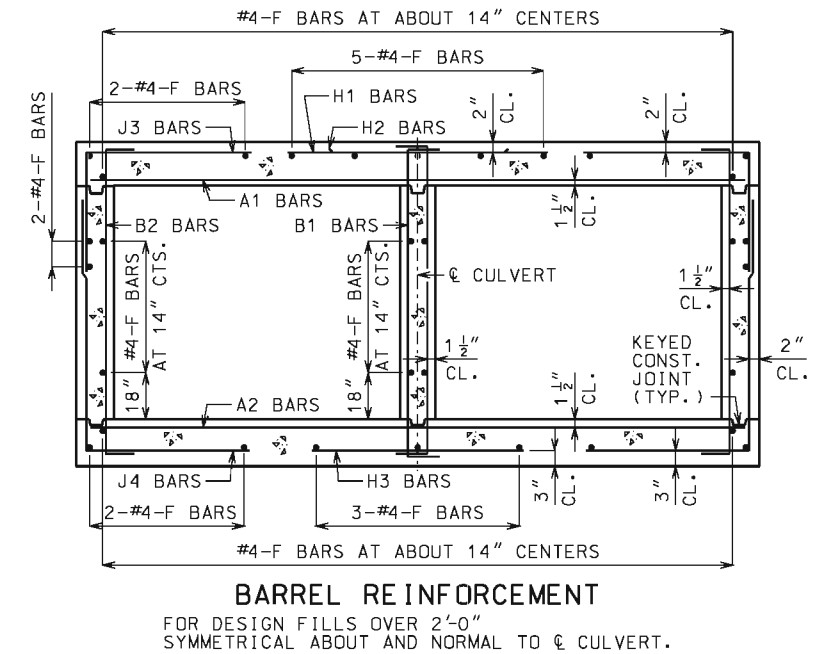 #4-F BARS AT ABOUT 14" CENTERS
5-#4-F BARS
2-#4-F BARS
H1 BARS
2" CL.
2" CL.
J3 BARS
H2 BARS
2-#4-F BARS
A1 BARS
1 1/2" CL.
B2 BARS
B1 BARS
#4-F BARS
AT 14" CTS.
#4-F BARS
AT 14" CTS.
℄ CULVERT
1 1/2"
CL.
1 1/2"
CL.
KEYED
CONST.
JOINT
(TYP.)
2"
CL.
18"
18"
1 1/2" CL.
A2 BARS
J4 BARS
H3 BARS
3" CL.
3" CL.
2-#4-F BARS
3-#4-F BARS
#4-F BARS AT ABOUT 14" CENTERS
BARREL REINFORCEMENT
FOR DESIGN FILLS OVER 2'-0"
SYMMETRICAL ABOUT AND NORMAL TO ℄ CULVERT.